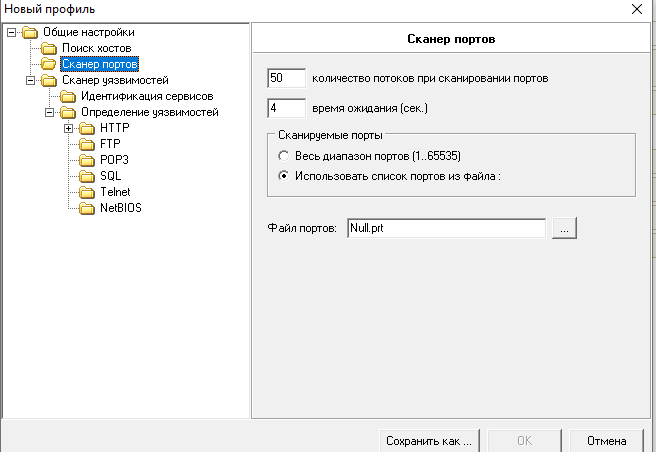 Новый профиль
Общие настройки
Поиск хостов
Сканер портов
Сканер уязвимостей
Идентификация сервисов
Определение уязвимостей
HTTP
FTP
POP3
SQL
Telnet
NetBIOS
Сканер портов
50 количество потоков при сканировании портов
4 время ожидания (сек.)
Сканируемые порты
Весь диапазон портов (1..65535)
Использовать список портов из файла :
Файл портов: Null.prt ...
Сохранить как ... OK Отмена